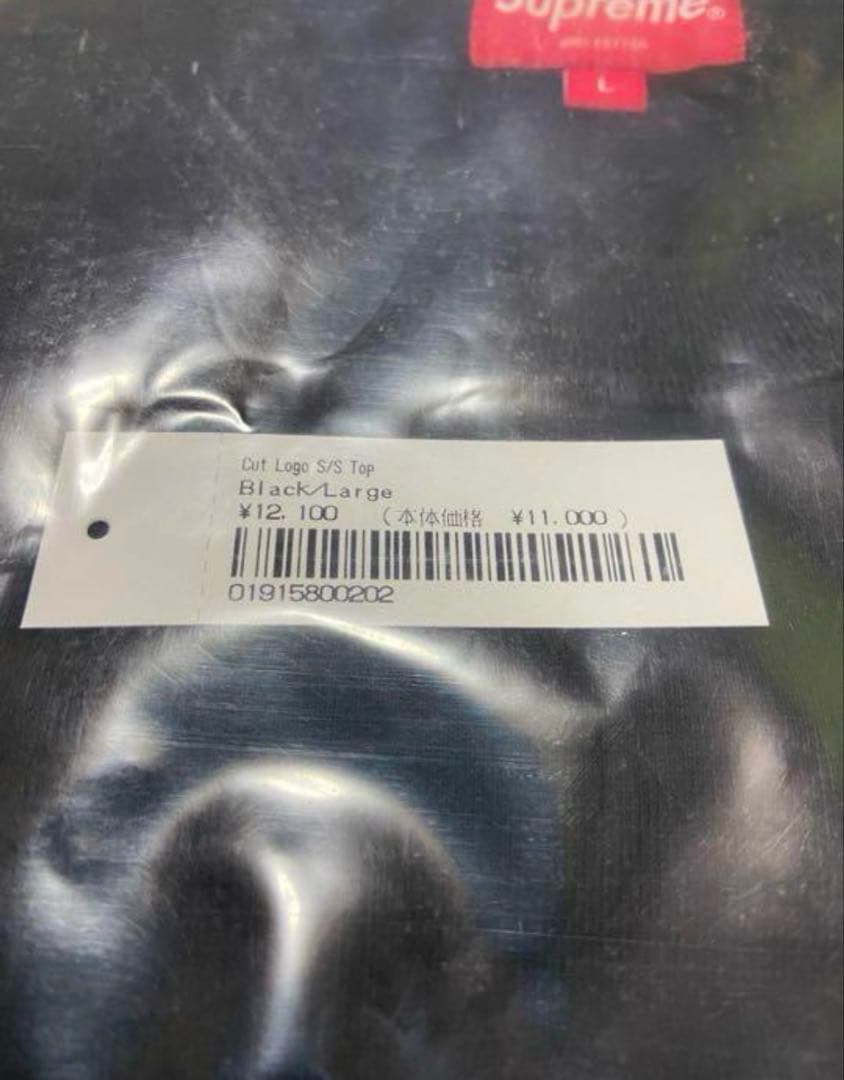 Supreme®
L
Cut Logo S/S Top
Black/Large
¥12,100 (本体価格 ¥11,000)
01915800202